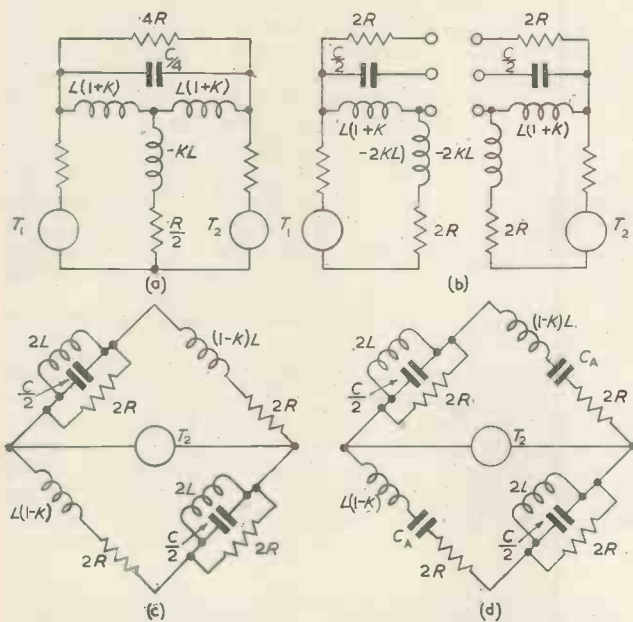 4R
C/4
L(1+K)
L(1+K)
-KL
R/2
T₁
T₂
(a)
2R
C/2
L(1+K
-2KL)
2R
T₁
2R
C/2
L(1+K)
-2KL
2R
T₂
(b)
2L
C/2
2R
(1-K)L
2R
T₂
L(1-K)
2R
2L
C/2
2R
(c)
2L
C/2
2R
(1-K)L
C_A
2R
T₂
L(1-K)
C_A
2R
2L
C/2
2R
(d)